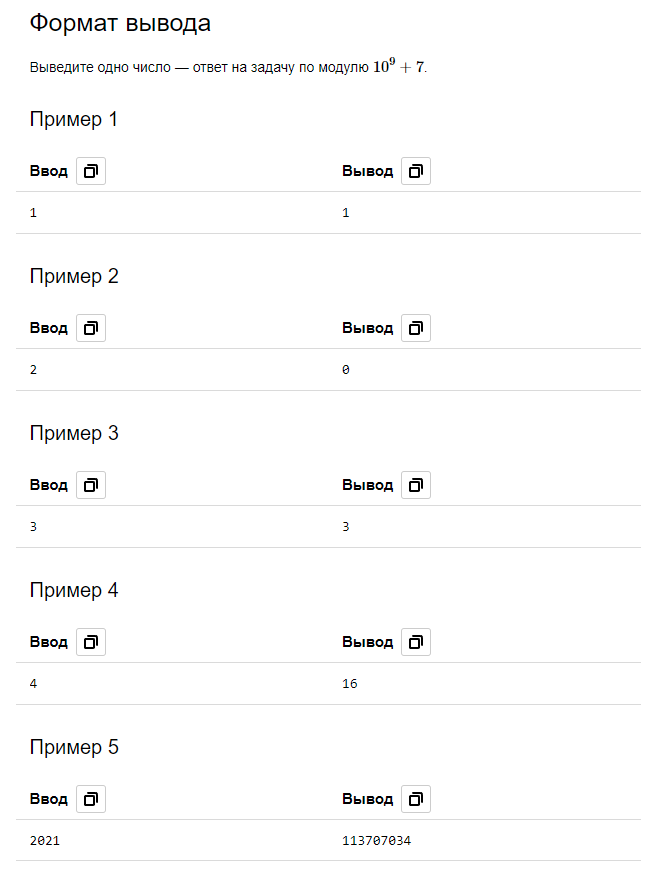 Формат вывода
Выведите одно число — ответ на задачу по модулю 10⁹ + 7.
Пример 1
Ввод Вывод
1 1
Пример 2
Ввод Вывод
2 0
Пример 3
Ввод Вывод
3 3
Пример 4
Ввод Вывод
4 16
Пример 5
Ввод Вывод
2021 113707034